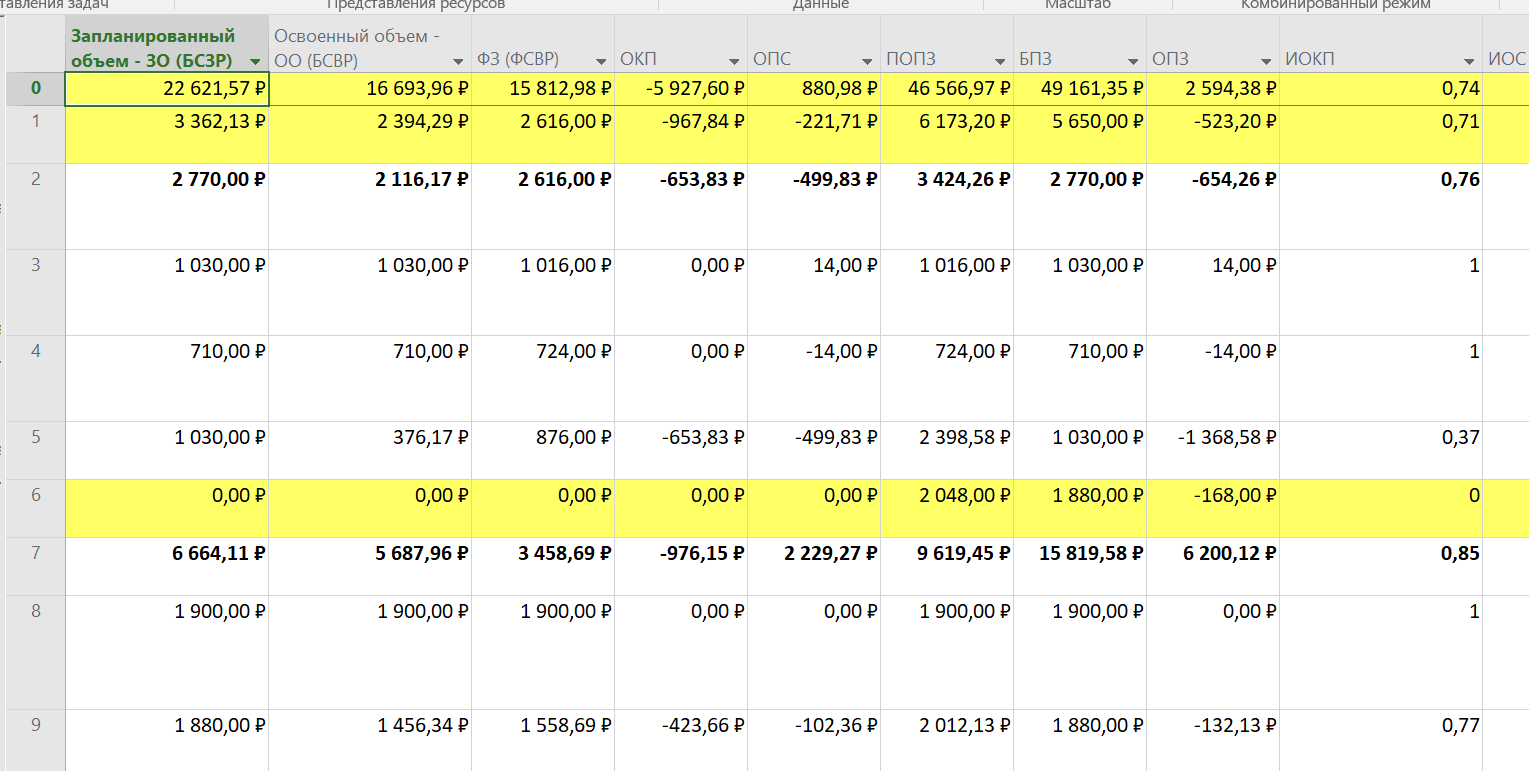 тавления задач Представления ресурсов Данные Масштаб Комбинированный режим
Запланированный Освоенный объем -
объем - ЗО (БСЗР) ОО (БСВР) ФЗ (ФСВР) ОКП ОПС ПОПЗ БПЗ ОПЗ ИОКП ИОС
0 22 621,57 ₽ 16 693,96 ₽ 15 812,98 ₽ -5 927,60 ₽ 880,98 ₽ 46 566,97 ₽ 49 161,35 ₽ 2 594,38 ₽ 0,74
1 3 362,13 ₽ 2 394,29 ₽ 2 616,00 ₽ -967,84 ₽ -221,71 ₽ 6 173,20 ₽ 5 650,00 ₽ -523,20 ₽ 0,71
2 2 770,00 ₽ 2 116,17 ₽ 2 616,00 ₽ -653,83 ₽ -499,83 ₽ 3 424,26 ₽ 2 770,00 ₽ -654,26 ₽ 0,76
3 1 030,00 ₽ 1 030,00 ₽ 1 016,00 ₽ 0,00 ₽ 14,00 ₽ 1 016,00 ₽ 1 030,00 ₽ 14,00 ₽ 1
4 710,00 ₽ 710,00 ₽ 724,00 ₽ 0,00 ₽ -14,00 ₽ 724,00 ₽ 710,00 ₽ -14,00 ₽ 1
5 1 030,00 ₽ 376,17 ₽ 876,00 ₽ -653,83 ₽ -499,83 ₽ 2 398,58 ₽ 1 030,00 ₽ -1 368,58 ₽ 0,37
6 0,00 ₽ 0,00 ₽ 0,00 ₽ 0,00 ₽ 0,00 ₽ 2 048,00 ₽ 1 880,00 ₽ -168,00 ₽ 0
7 6 664,11 ₽ 5 687,96 ₽ 3 458,69 ₽ -976,15 ₽ 2 229,27 ₽ 9 619,45 ₽ 15 819,58 ₽ 6 200,12 ₽ 0,85
8 1 900,00 ₽ 1 900,00 ₽ 1 900,00 ₽ 0,00 ₽ 0,00 ₽ 1 900,00 ₽ 1 900,00 ₽ 0,00 ₽ 1
9 1 880,00 ₽ 1 456,34 ₽ 1 558,69 ₽ -423,66 ₽ -102,36 ₽ 2 012,13 ₽ 1 880,00 ₽ -132,13 ₽ 0,77